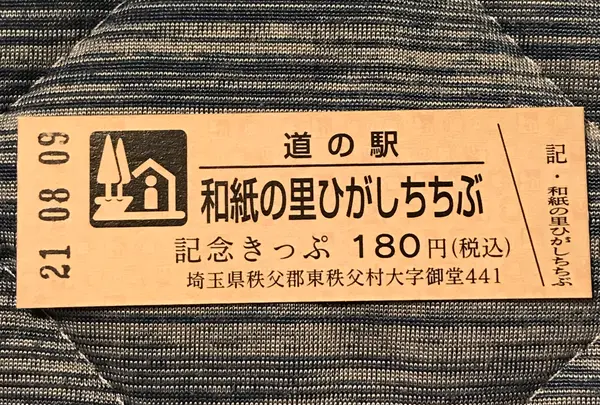 21 08 09
道の駅
和紙の里ひがしちちぶ
記念きっぷ 180円(税込)
埼玉県秩父郡東秩父村大字御堂441
記・和紙の里ひがしちちぶ